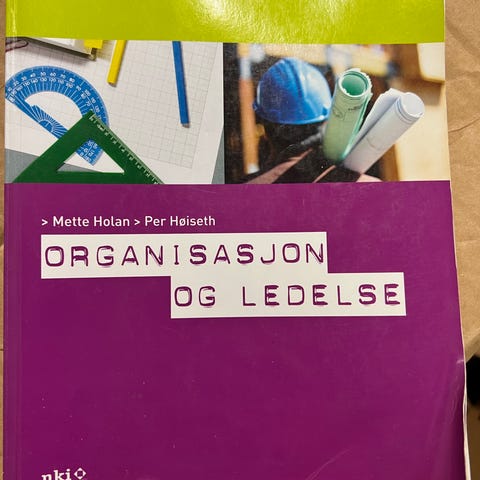 > Mette Holan > Per Høiseth
ORGANISASJON
OG LEDELSE
nki